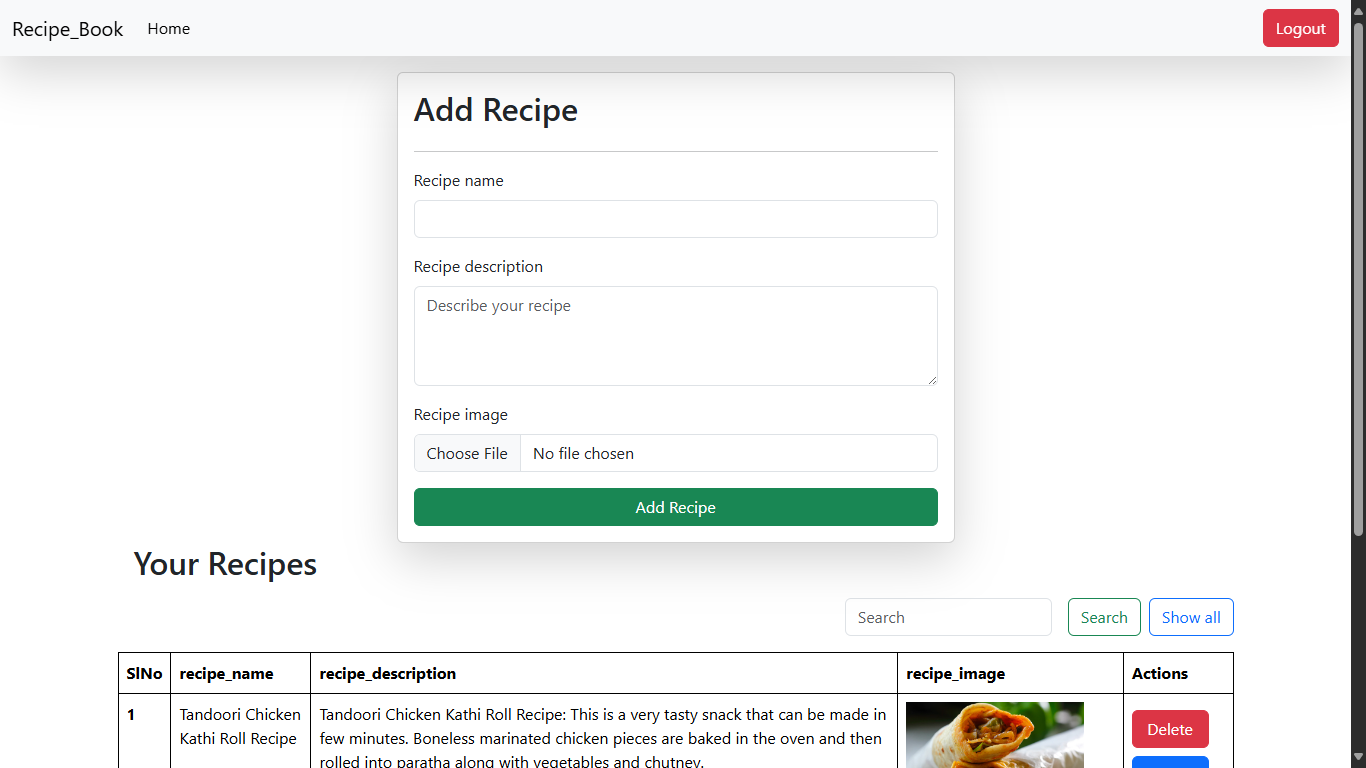 Recipe_Book Home Logout
Add Recipe
Recipe name
Recipe description
Describe your recipe
Recipe image
Choose File No file chosen
Add Recipe
Your Recipes
Search Search Show all
SlNo recipe_name recipe_description recipe_image Actions
1 Tandoori Chicken Tandoori Chicken Kathi Roll Recipe: This is a very tasty snack that can be made in
Kathi Roll Recipe few minutes. Boneless marinated chicken pieces are baked in the oven and then Delete
rolled into paratha along with vegetables and chutney.